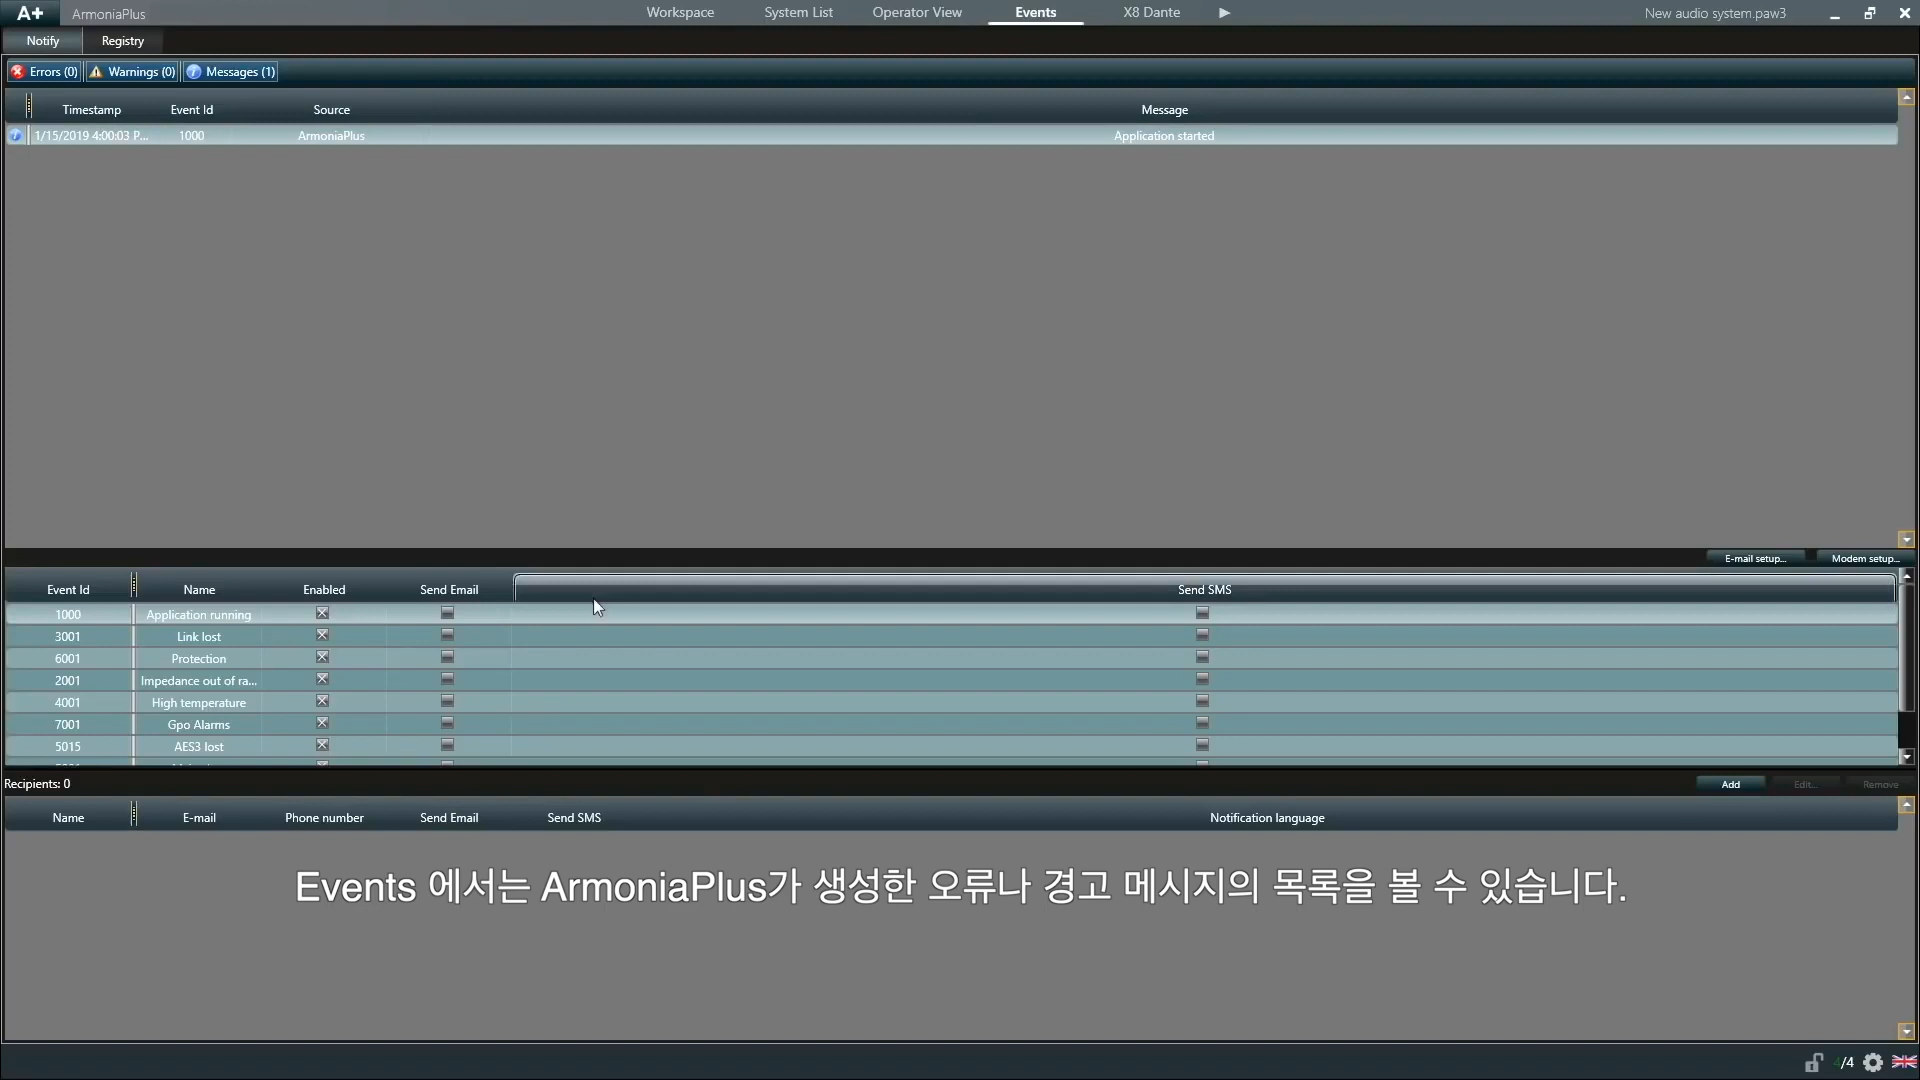 A+ ArmoniaPlus Workspace System List Operator View Events X8 Dante New audio system.paw3
Notify Registry
Errors (0) Warnings (0) Messages (1)
Timestamp Event Id Source Message
1/15/2019 4:00:03 P... 1000 ArmoniaPlus Application started
E-mail setup... Modem setup...
Event Id Name Enabled Send Email Send SMS
1000 Application running
3001 Link lost
6001 Protection
2001 Impedance out of ra...
4001 High temperature
7001 Gpo Alarms
5015 AES3 lost
Recipients: 0 Add Edit... Remove
Name E-mail Phone number Send Email Send SMS Notification language
Events 에서는 ArmoniaPlus가 생성한 오류나 경고 메시지의 목록을 볼 수 있습니다.
4/4